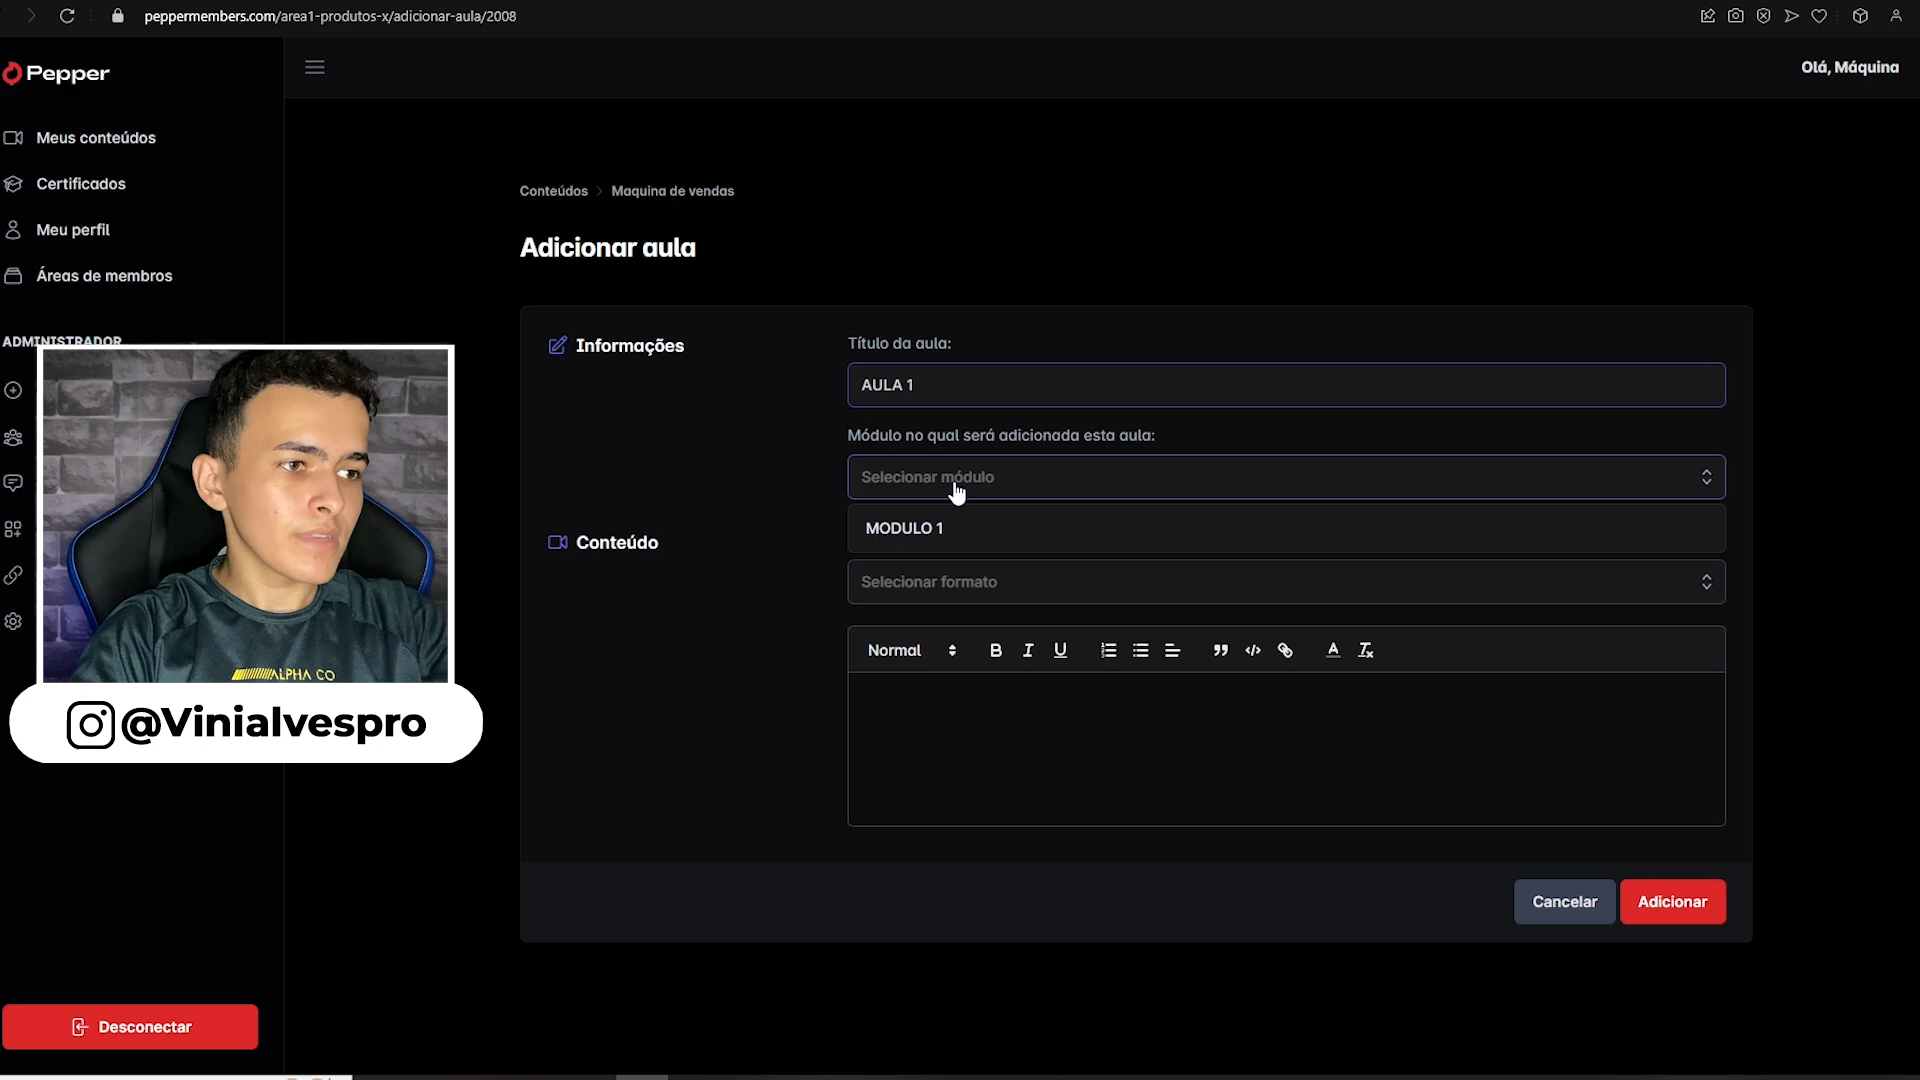 peppermembers.com/area1-produtos-x/adicionar-aula/2008
Pepper
Olá, Máquina
Meus conteúdos
Certificados
Meu perfil
Áreas de membros
ADMINISTRADOR
Conteúdos > Maquina de vendas
Adicionar aula
Informações
Título da aula:
AULA 1
Módulo no qual será adicionada esta aula:
Selecionar módulo
MODULO 1
Conteúdo
Selecionar formato
Normal
Cancelar
Adicionar
ALPHA CO
@Vinialvespro
Desconectar